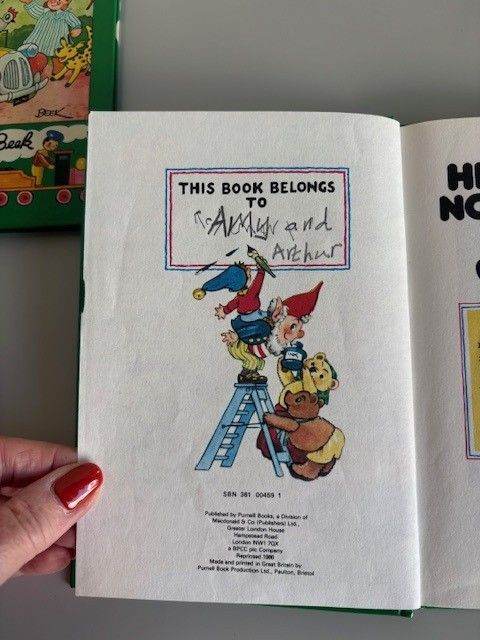 BEEK
Beek
THIS BOOK BELONGS
TO
Amy and
Arthur
SBN 361 00459 1
Published by Purnell Books, a Division of
Macdonald & Co (Publishers) Ltd.,
Greater London House
Hampstead Road
London NW1 7QX
a BPCC plc Company
Reprinted 1986
Made and printed in Great Britain by
Purnell Book Production Ltd., Paulton, Bristol